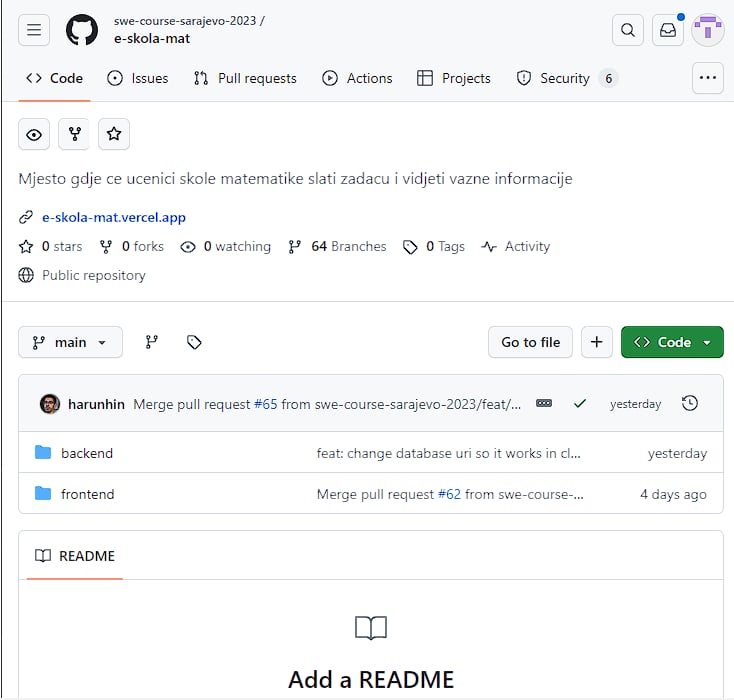 swe-course-sarajevo-2023 /
e-skola-mat
Code Issues Pull requests Actions Projects Security 6
Mjesto gdje ce ucenici skole matematike slati zadacu i vidjeti vazne informacije
e-skola-mat.vercel.app
0 stars 0 forks 0 watching 64 Branches 0 Tags Activity
Public repository
main Go to file + Code
harunhin Merge pull request #65 from swe-course-sarajevo-2023/feat/... yesterday
backend feat: change database uri so it works in cl... yesterday
frontend Merge pull request #62 from swe-course-... 4 days ago
README
Add a README